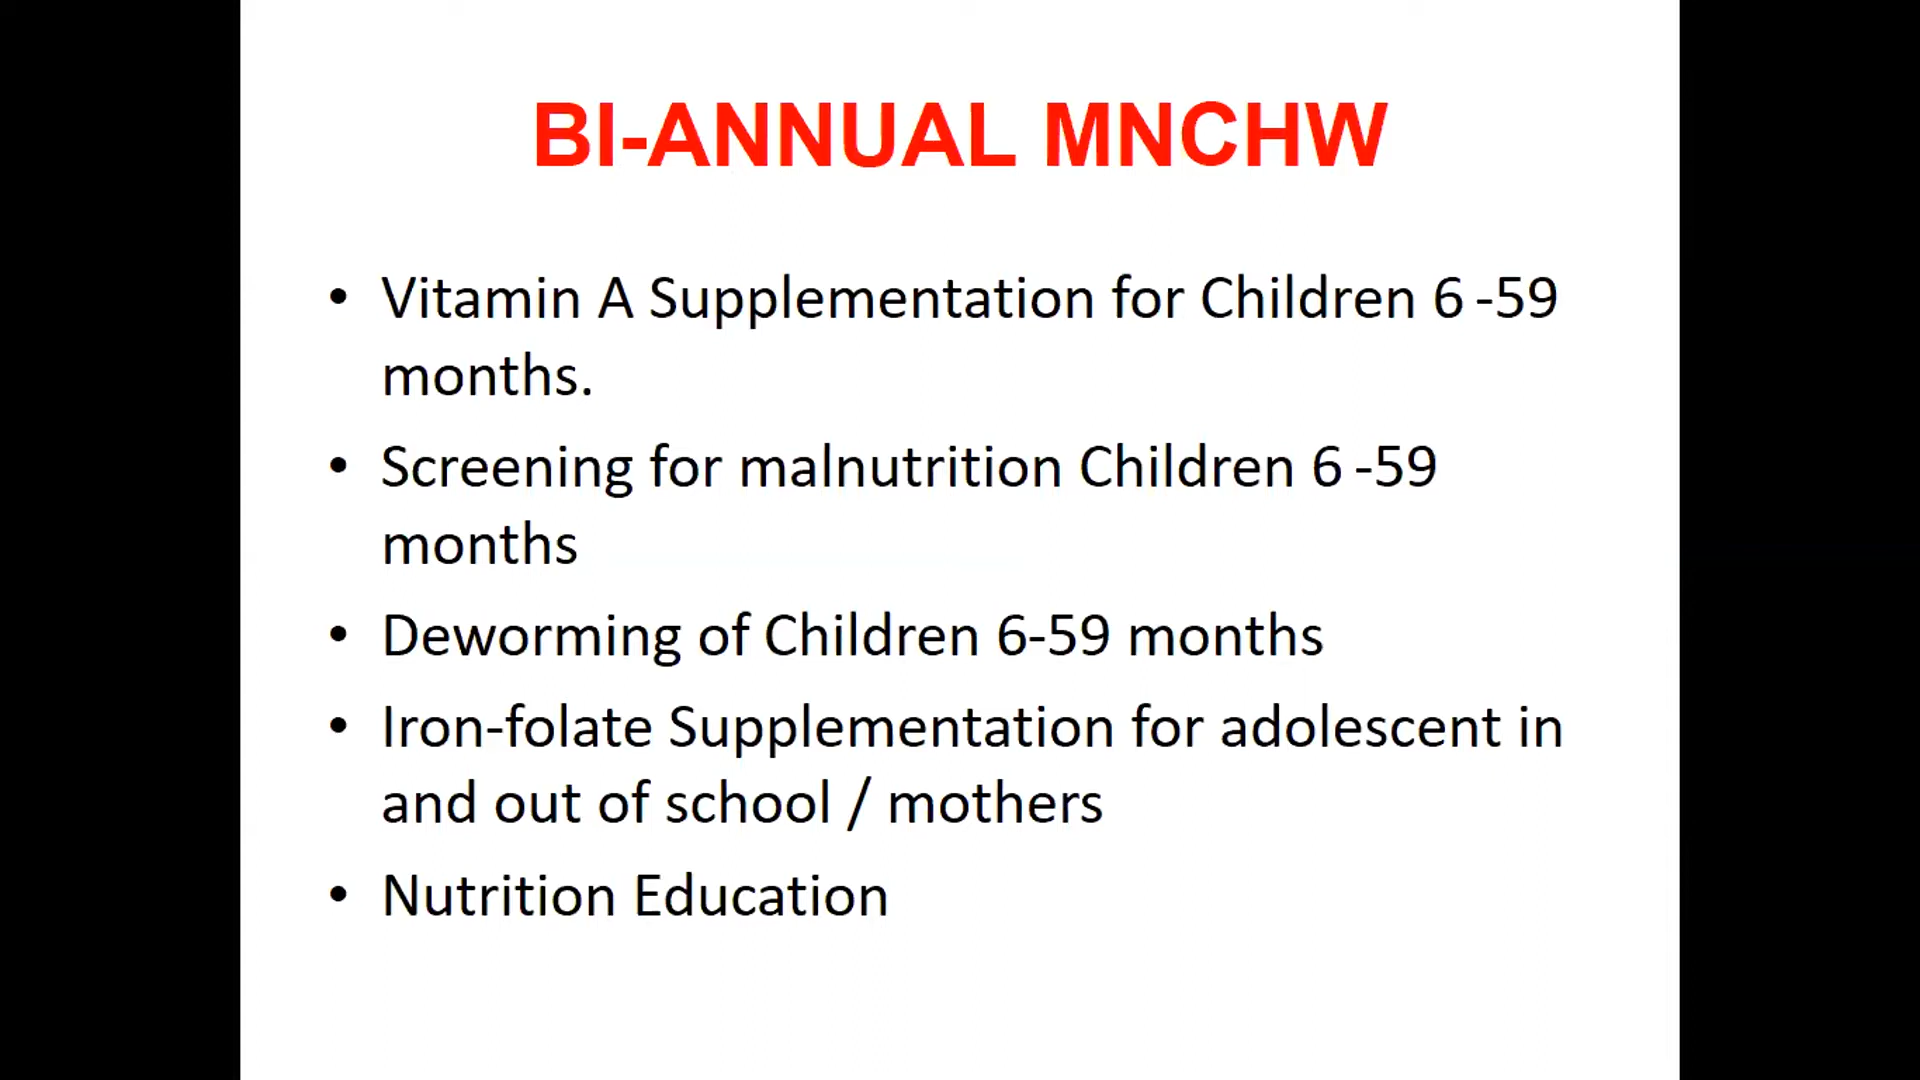 BI-ANNUAL MNCHW
• Vitamin A Supplementation for Children 6 -59
months.
• Screening for malnutrition Children 6 -59
months
• Deworming of Children 6-59 months
• Iron-folate Supplementation for adolescent in
and out of school / mothers
• Nutrition Education